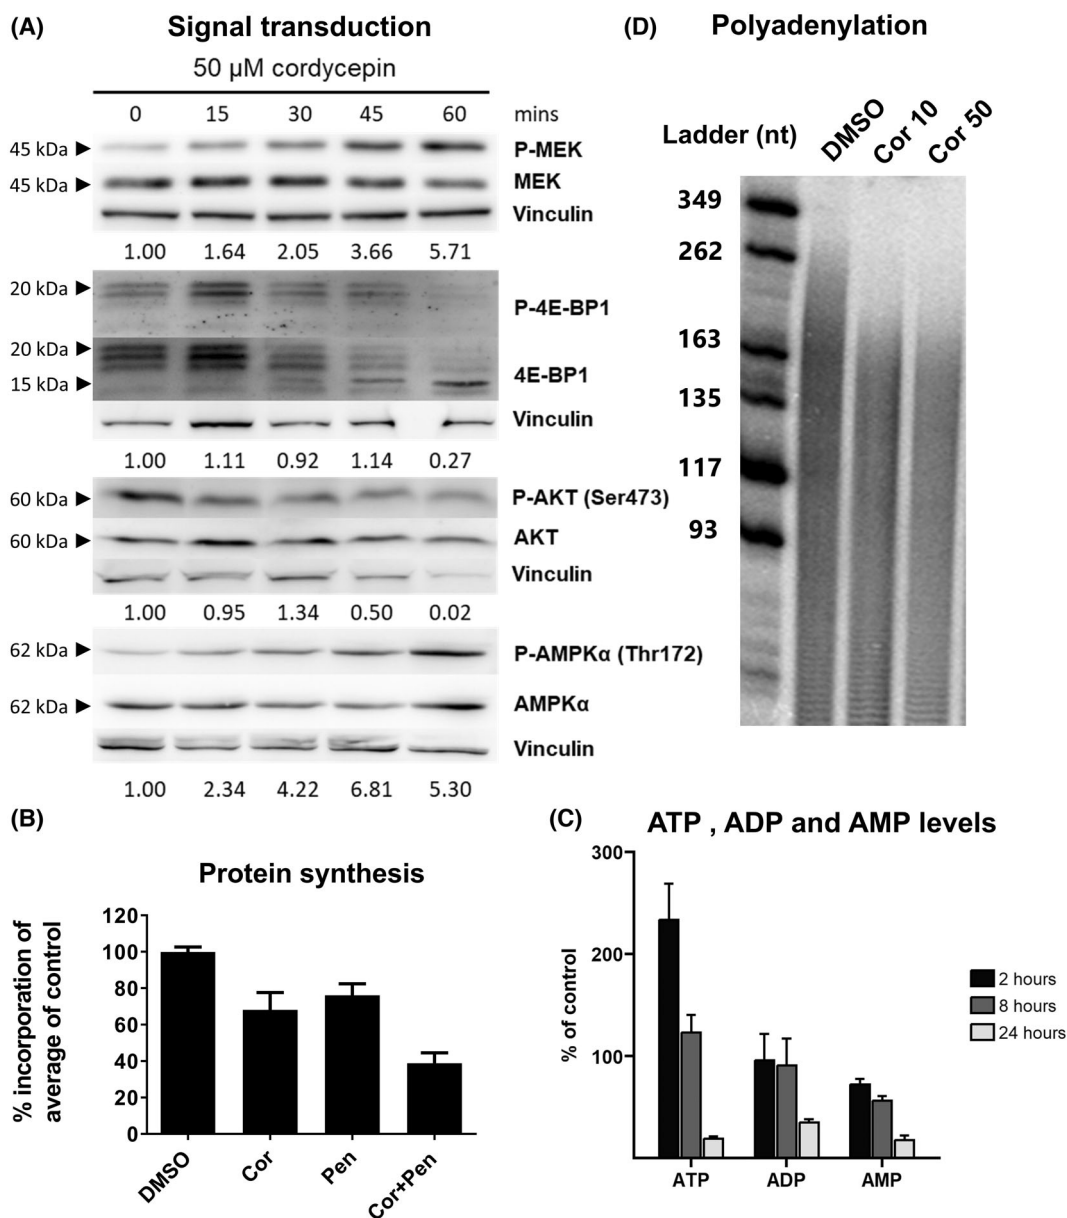 (A)
Signal transduction
50 µM cordycepin
0 15 30 45 60 mins
45 kDa P-MEK
45 kDa MEK
Vinculin
1.00 1.64 2.05 3.66 5.71
20 kDa P-4E-BP1
20 kDa
15 kDa 4E-BP1
Vinculin
1.00 1.11 0.92 1.14 0.27
60 kDa P-AKT (Ser473)
60 kDa AKT
Vinculin
1.00 0.95 1.34 0.50 0.02
62 kDa P-AMPKα (Thr172)
62 kDa AMPKα
Vinculin
1.00 2.34 4.22 6.81 5.30
(D)
Polyadenylation
Ladder (nt) DMSO Cor 10 Cor 50
349
262
163
135
117
93
(B)
Protein synthesis
% incorporation of
average of control
120
100
80
60
40
20
0
DMSO Cor Pen Cor+Pen
(C)
ATP , ADP and AMP levels
% of control
300
200
100
ATP ADP AMP
2 hours
8 hours
24 hours